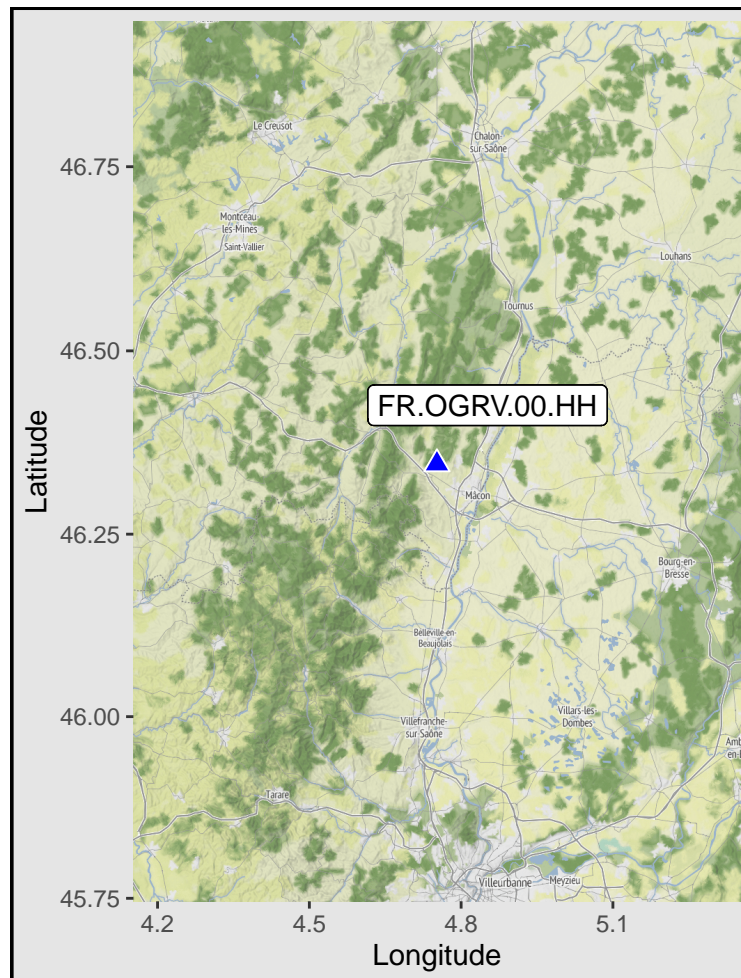 Le Creusot
Chalon-
sur-Saône
46.75
Montceau-
les-Mines
Saint-Vallier
Louhans
Tournus
46.50
FR.OGRV.00.HH
Latitude
Mâcon
46.25
Bourg-en-
Bresse
Belleville-en-
Beaujolais
46.00
Villars-les-
Dombes
Villefranche-
sur-Saône
Amb
en-B
Tarare
Villeurbanne
Meyzieu
45.75
4.2
4.5
4.8
5.1
Longitude